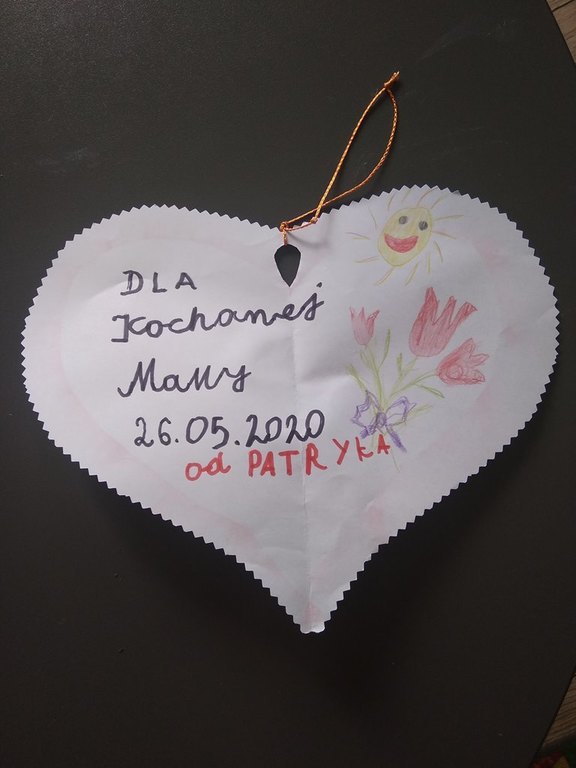 DLA
Kochanej
Mamy
26.05.2020
od PATRYKA